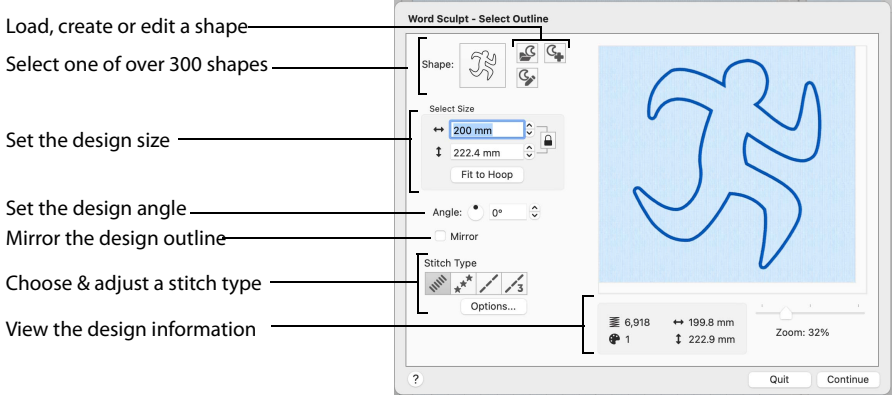 Word Sculpt - Select Outline
Load, create or edit a shape
Select one of over 300 shapes
Shape:
Select Size
200 mm
Set the design size
222.4 mm
Fit to Hoop
Set the design angle
Angle: 0°
Mirror the design outline
Mirror
Stitch Type
Choose & adjust a stitch type
3
Options...
View the design information
6,918 199.8 mm
1 222.9 mm
Zoom: 32%
? Quit Continue